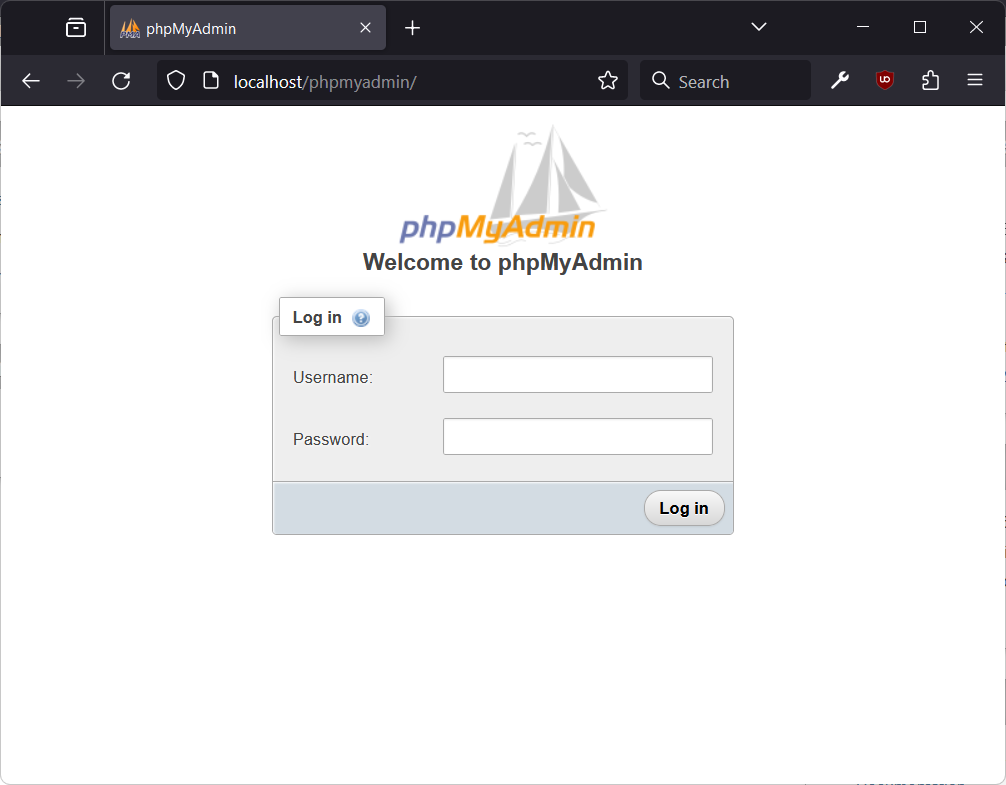 phpMyAdmin
localhost/phpmyadmin/
Search
phpMyAdmin
Welcome to phpMyAdmin
Log in
Username:
Password:
Log in